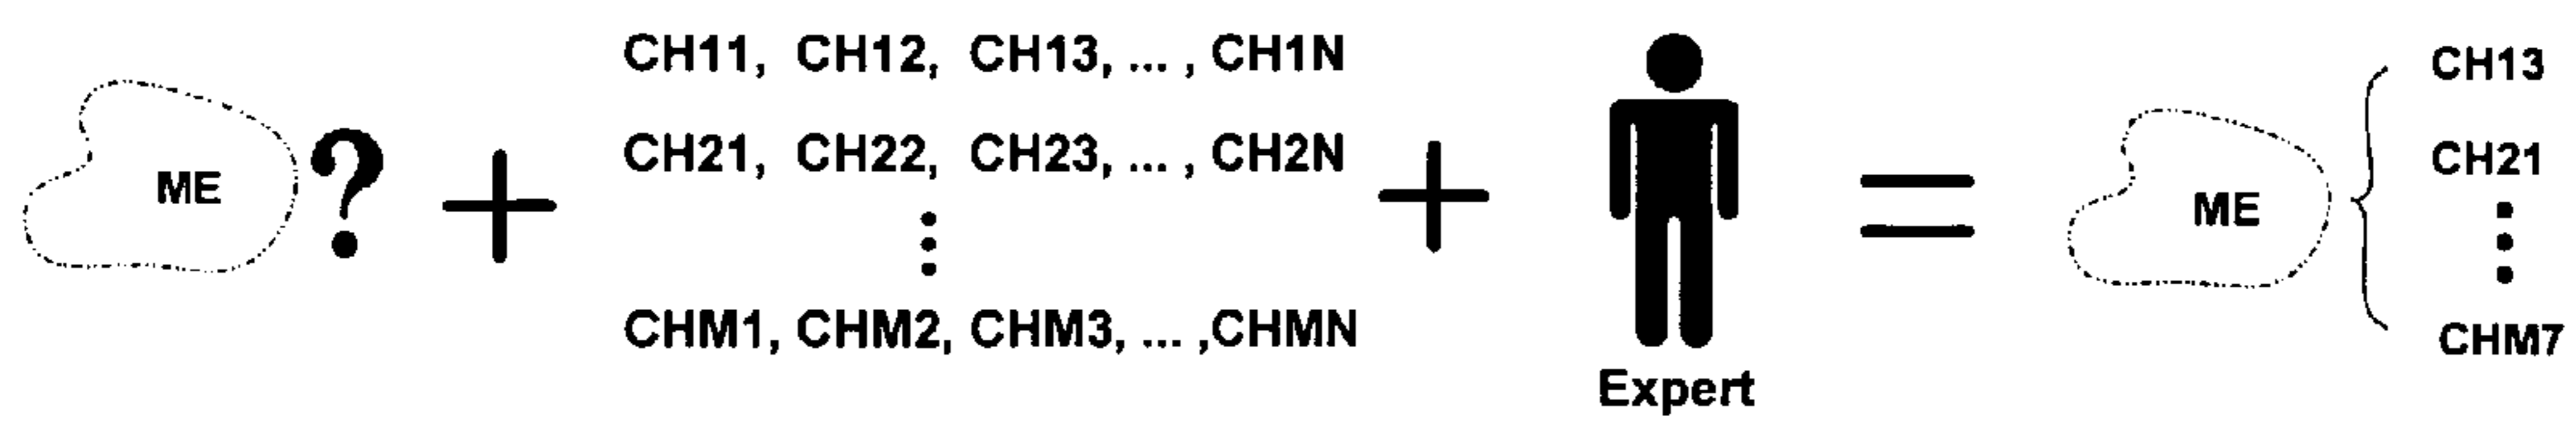 ME ?
CH11, CH12, CH13, ... , CH1N
CH21, CH22, CH23, ... , CH2N
CHM1, CHM2, CHM3, ... ,CHMN
Expert
ME
CH13
CH21
CHM7